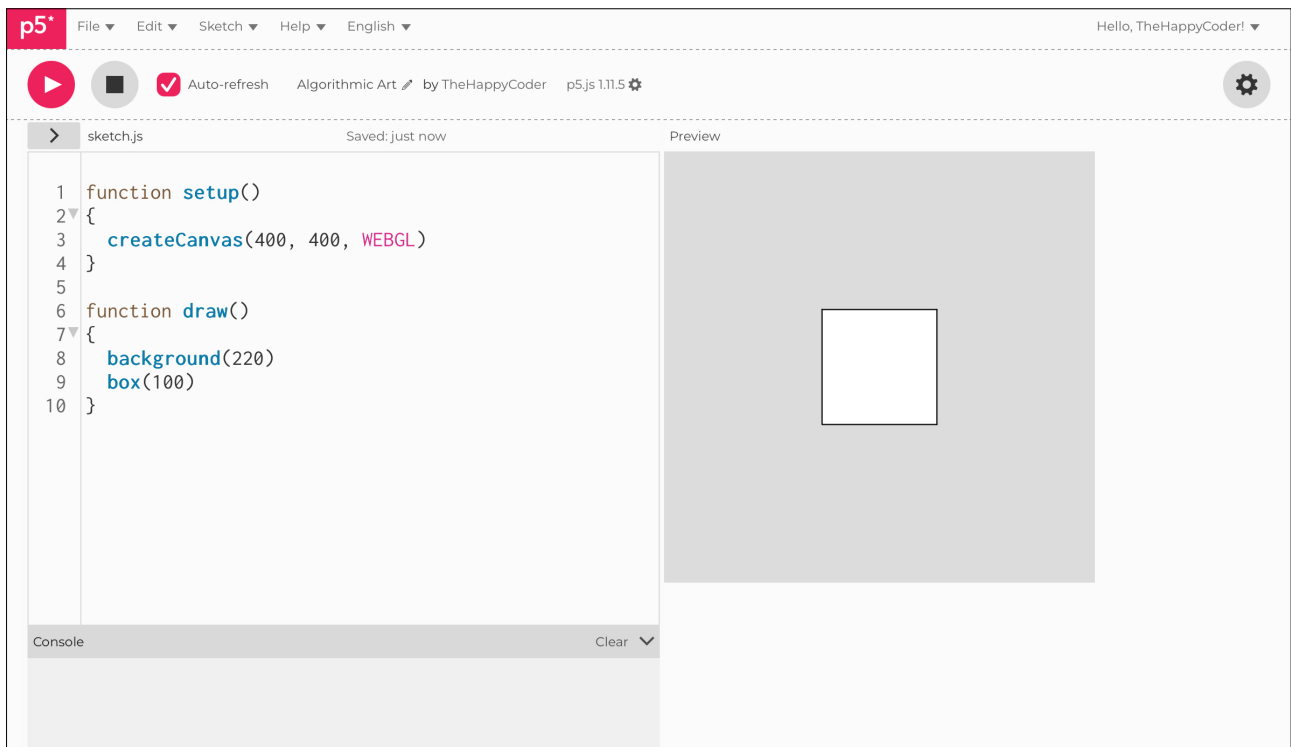 p5* File Edit Sketch Help English Hello, TheHappyCoder!
Auto-refresh Algorithmic Art by TheHappyCoder p5.js 1.11.5
sketch.js Saved: just now Preview
1 function setup()
2 {
3 createCanvas(400, 400, WEBGL)
4 }
5
6 function draw()
7 {
8 background(220)
9 box(100)
10 }
Console Clear